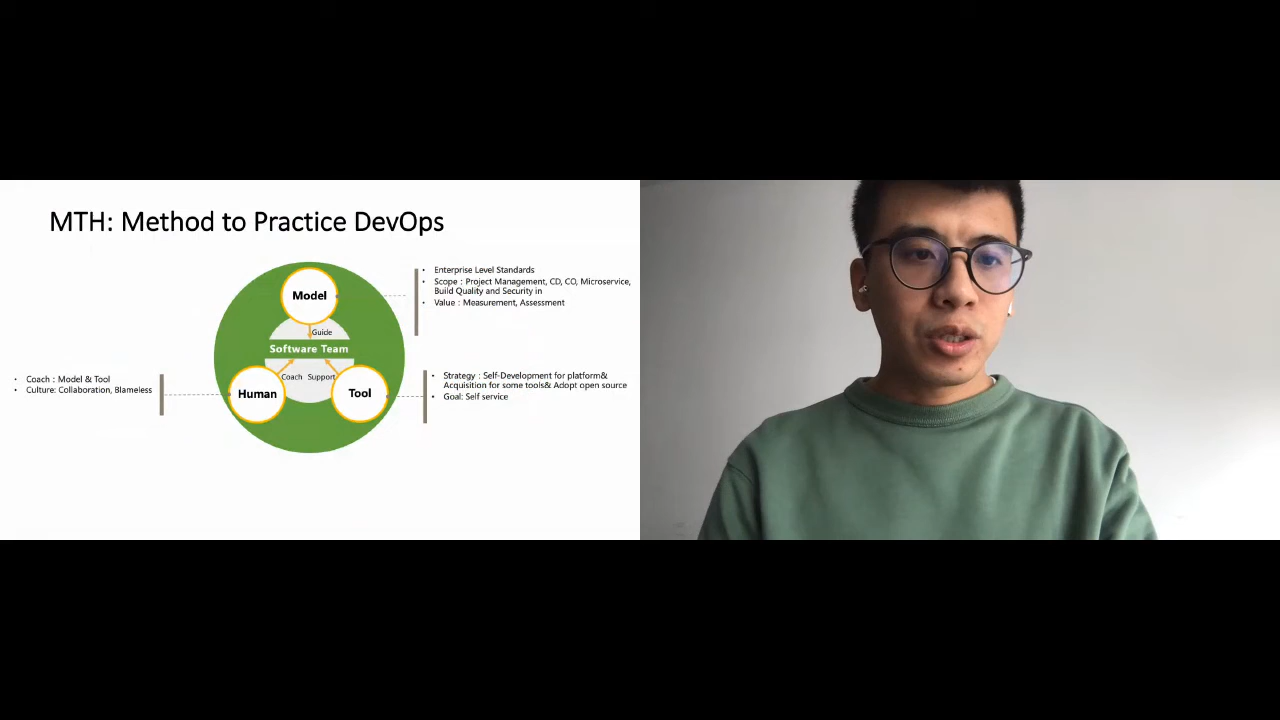 MTH: Method to Practice DevOps
Model
Guide
Software Team
Coach Support
Human
Tool
• Enterprise Level Standards
• Scope : Project Management, CD, CO, Microservice,
Build Quality and Security in
• Value : Measurement, Assessment
• Coach : Model & Tool
• Culture: Collaboration, Blameless
• Strategy : Self-Development for platform&
Acquisition for some tools& Adopt open source
• Goal: Self service